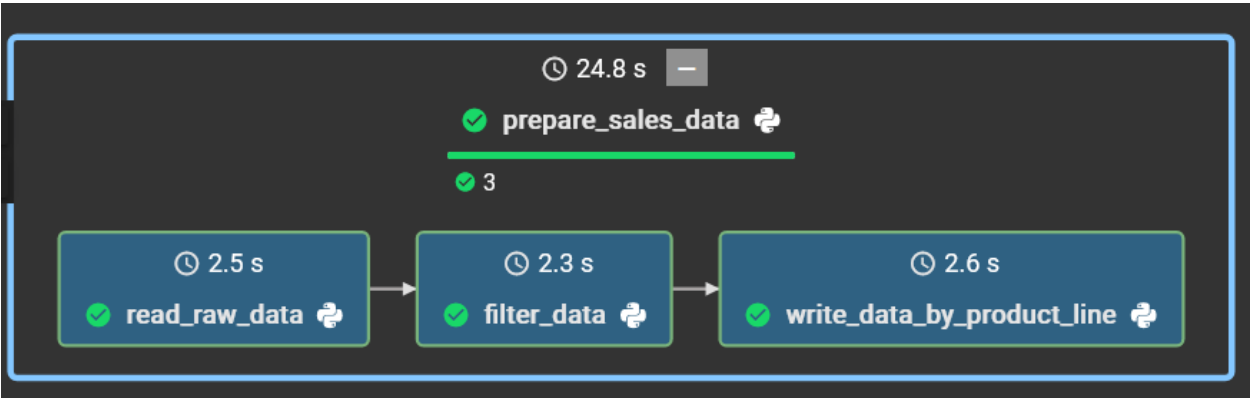 24.8 s
prepare_sales_data
3
2.5 s
read_raw_data
2.3 s
filter_data
2.6 s
write_data_by_product_line